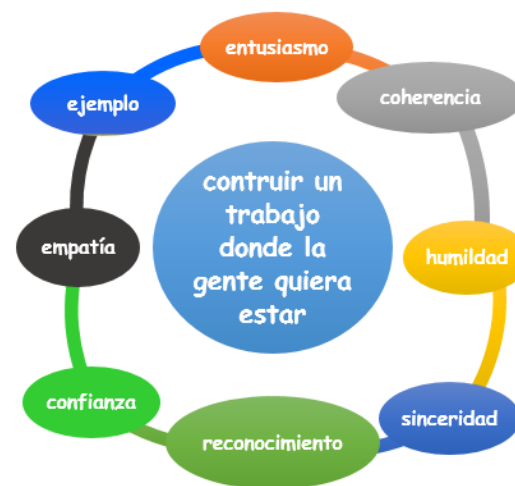 entusiasmo
coherencia
humildad
sinceridad
reconocimiento
confianza
empatía
ejemplo
contruir un
trabajo
donde la
gente quiera
estar